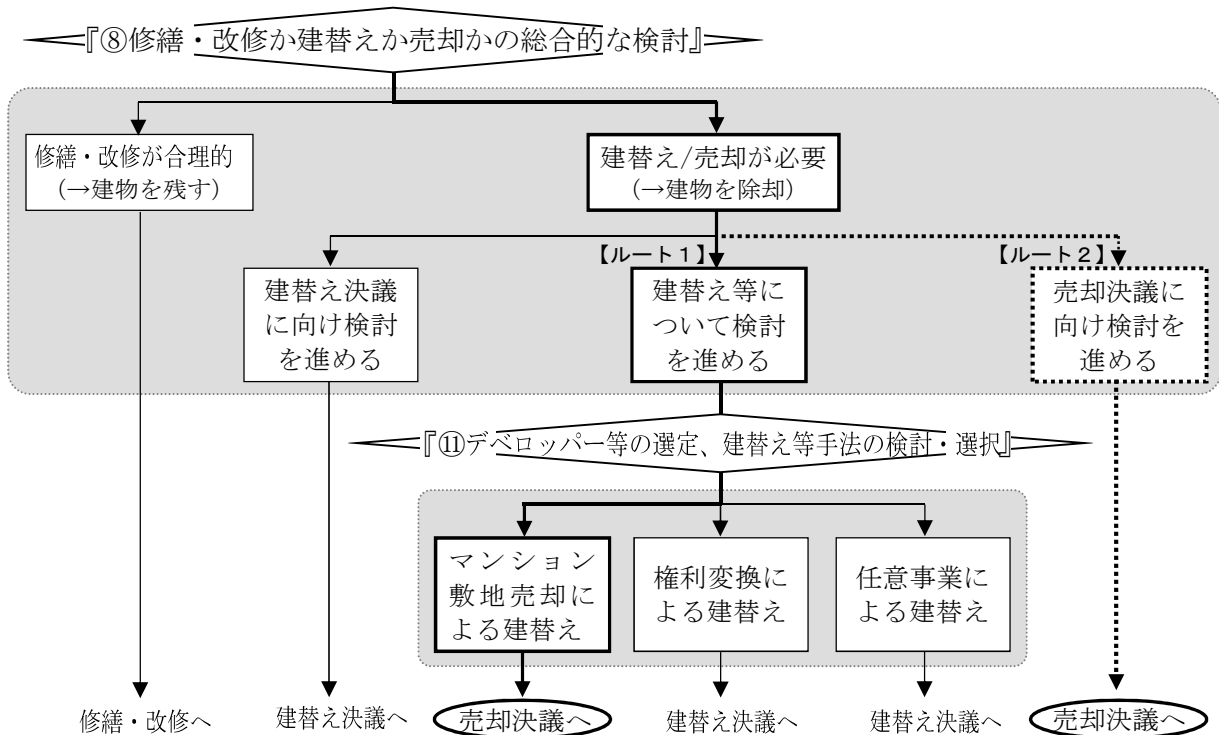 『⑧修繕・改修か建替えか売却かの総合的な検討』
修繕・改修が合理的
（→建物を残す）
建替え/売却が必要
（→建物を除却）
【ルート１】
【ルート２】
建替え決議
に向け検討
を進める
建替え等に
ついて検討
を進める
売却決議に
向け検討を
進める
『⑪デベロッパー等の選定、建替え等手法の検討・選択』
マンション
敷地売却に
よる建替え
権利変換に
よる建替え
任意事業に
よる建替え
修繕・改修へ
建替え決議へ
売却決議へ
建替え決議へ
建替え決議へ
売却決議へ